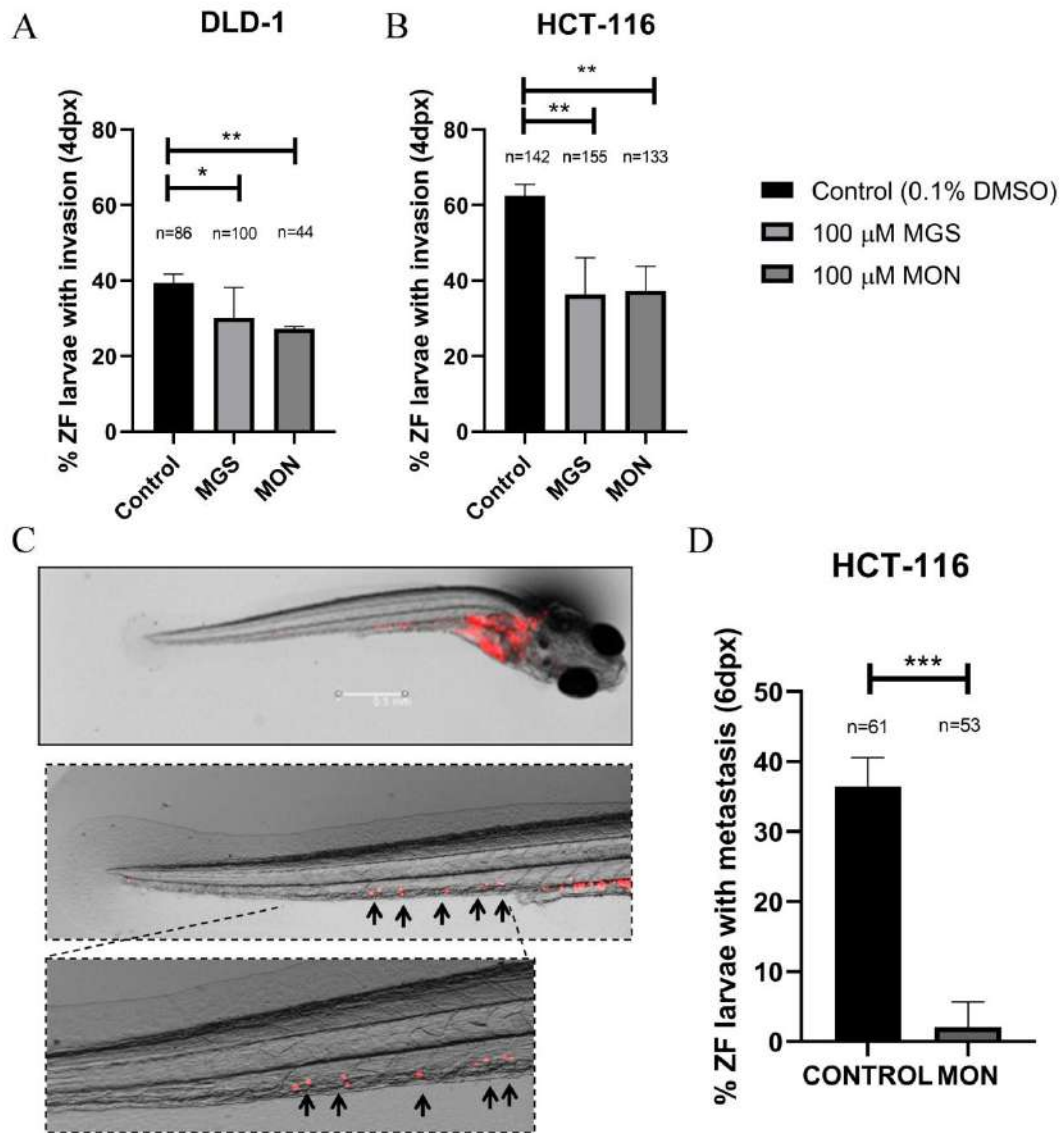 A
DLD-1
% ZF larvae with invasion (4dpx)
80
60
40
20
0
**
*
n=86 n=100 n=44
Control MGS MON
B
HCT-116
% ZF larvae with invasion (4dpx)
80
60
40
20
0
**
**
n=142 n=155 n=133
Control MGS MON
Control (0.1% DMSO)
100 μM MGS
100 μM MON
C
0.5 mm
D
HCT-116
% ZF larvae with metastasis (6dpx)
50
40
30
20
10
0
***
n=61 n=53
CONTROL MON